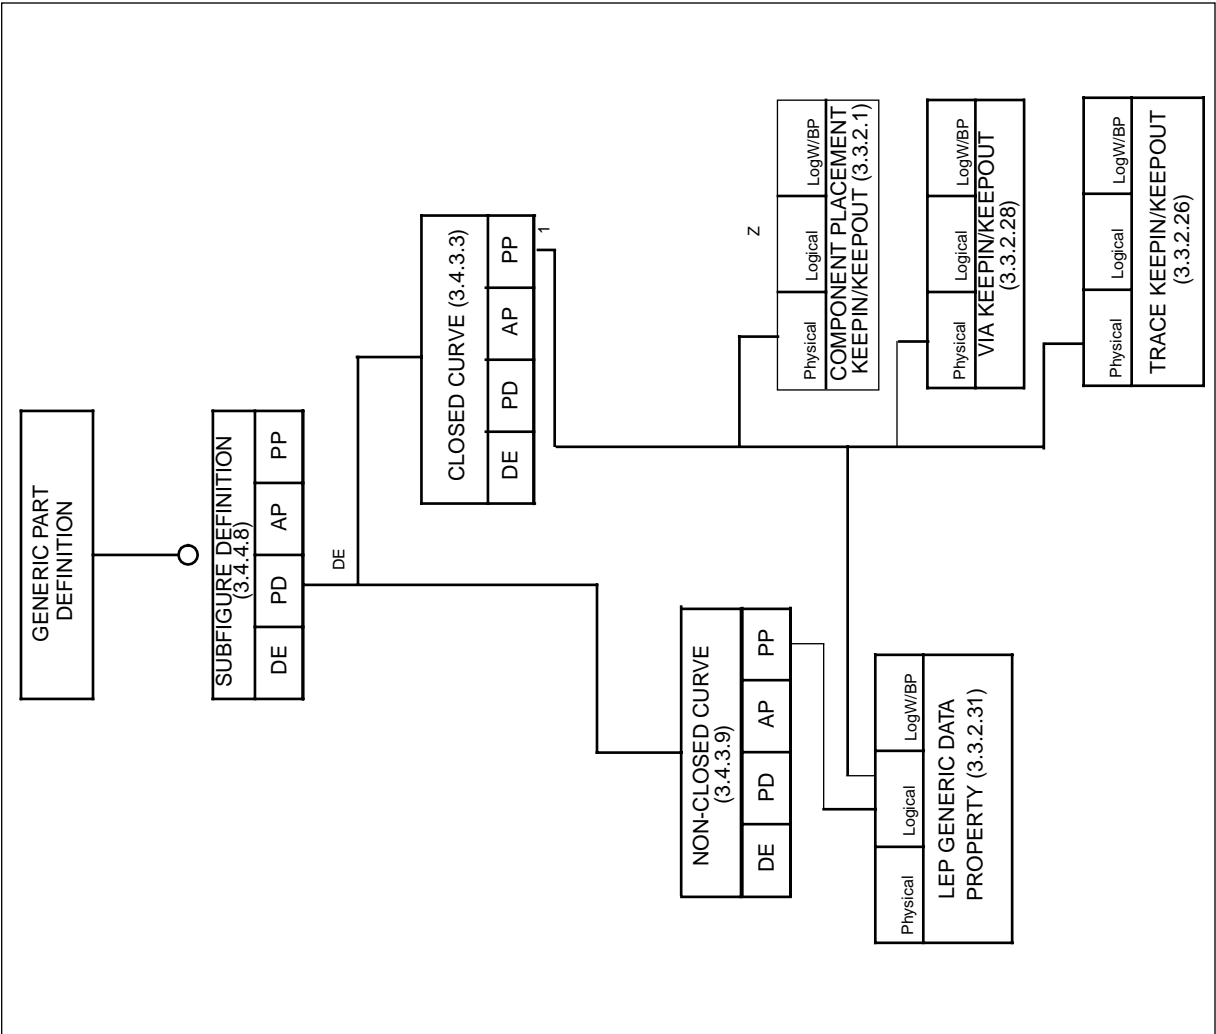 GENERIC PART
DEFINITION
SUBFIGURE DEFINITION
(3.4.4.8)
DE PD AP PP
DE
CLOSED CURVE (3.4.3.3)
DE PD AP PP
1
NON-CLOSED CURVE
(3.4.3.9)
DE PD AP PP
Z
Physical Logical LogW/BP
COMPONENT PLACEMENT
KEEPIN/KEEPOUT (3.3.2.1)
Physical Logical LogW/BP
LEP GENERIC DATA
PROPERTY (3.3.2.31)
Physical Logical LogW/BP
VIA KEEPIN/KEEPOUT
(3.3.2.28)
Physical Logical LogW/BP
TRACE KEEPIN/KEEPOUT
(3.3.2.26)